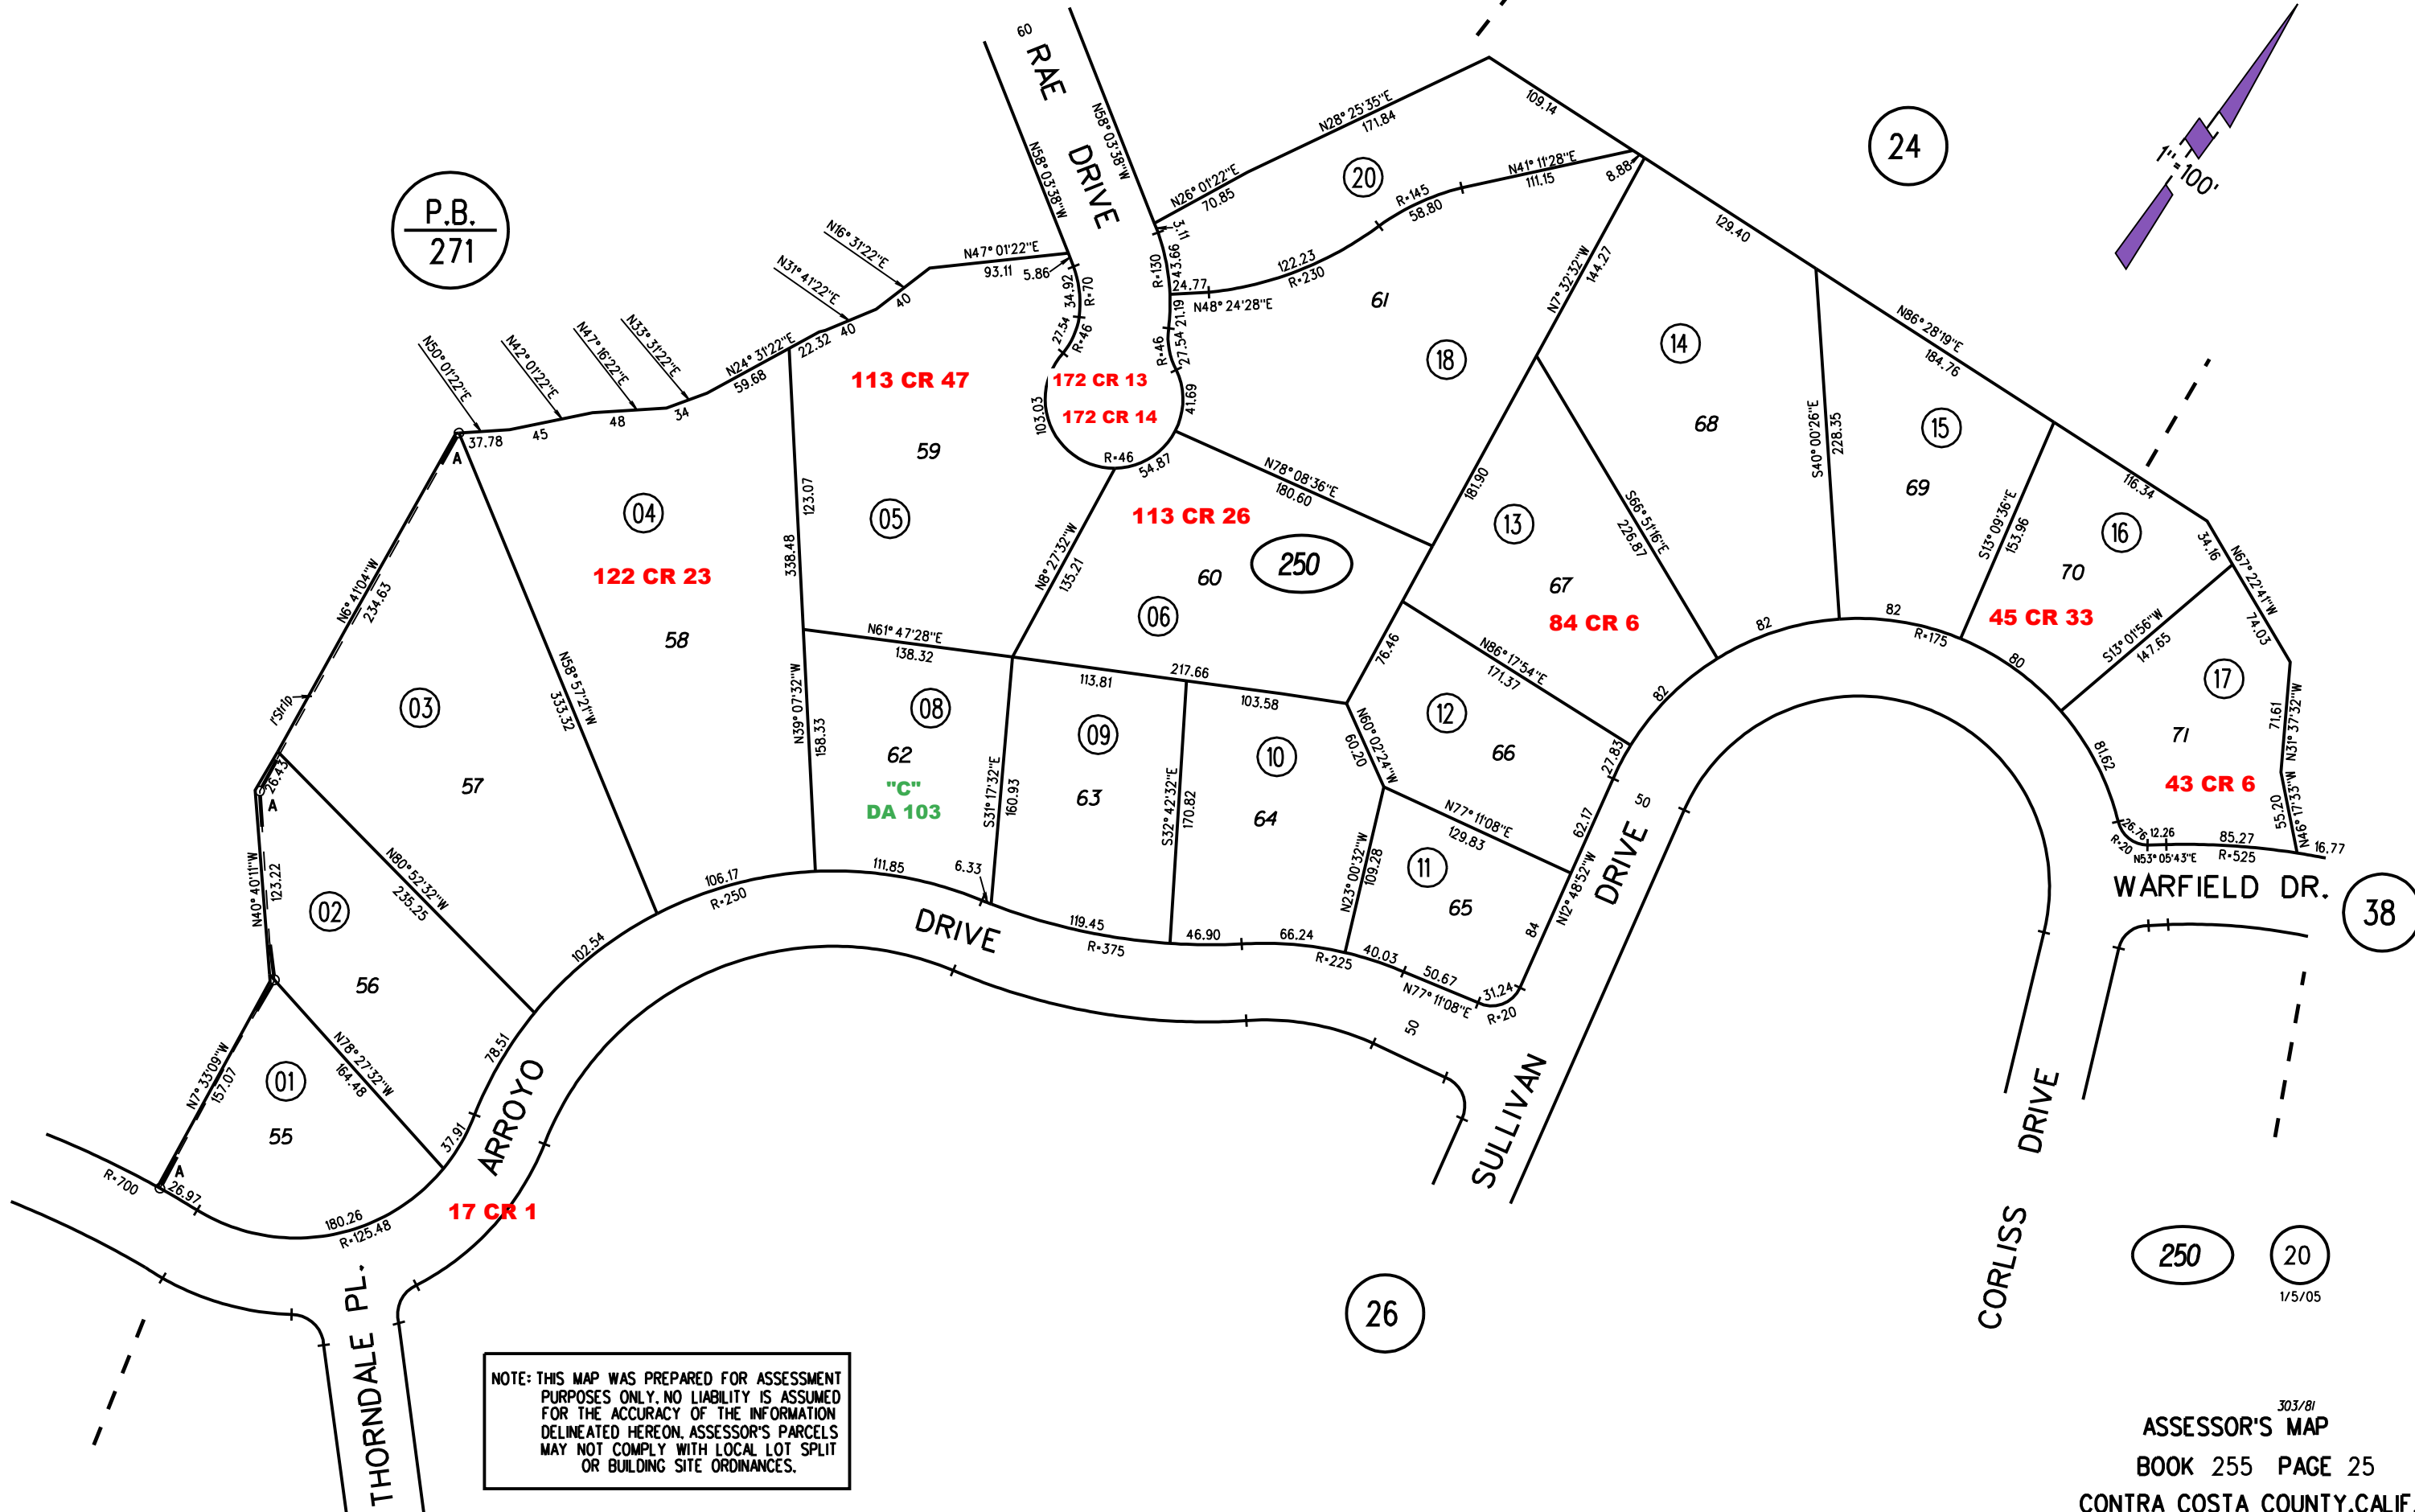 60
RAE
DRIVE
N58° 03'38"W
N58° 03'38"W
109.14
24
1"=100'
P.B.
271
N28° 25'35"E
171.84
N26° 01'22"E
70.85
20
N41° 11'28"E
111.15
8.88
R=145
58.80
129.40
3.11
43.66
R=130
24.77
122.23
R=230
N48° 24'28"E
21.19
N16° 31'22"E
N31° 41'22"E
N47° 01'22"E
93.11
5.86
40
40
34.92
R=70
27.54
R=46
R=46
27.54
41.69
61
18
N7° 32'32"W
144.27
14
68
N86° 28'19"E
184.76
N50° 01'22"E
N42° 01'22"E
N47° 16'22"E
N33° 31'22"E
N24° 31'22"E
59.68
22.32
37.78
45
48
34
A
113 CR 47
172 CR 13
172 CR 14
103.03
R=46
54.87
59
N78° 08'36"E
180.60
181.90
S40° 00'26"E
228.35
15
69
116.34
04
122 CR 23
58
123.07
338.48
05
113 CR 26
250
60
06
N8° 27'32"W
135.21
13
67
84 CR 6
S66° 51'16"E
226.87
S13° 09'36"E
153.96
16
70
45 CR 33
34.16
N67° 22'41"W
74.03
N6° 41'04"W
234.63
1'Strip
03
57
N58° 57'21"W
333.32
N61° 47'28"E
138.32
N39° 07'32"W
158.33
08
62
"C"
DA 103
217.66
113.81
103.58
S31° 17'32"E
160.93
09
63
S32° 42'32"E
170.82
10
64
76.46
N60° 02'24"W
60.20
N86° 17'54"E
171.37
12
66
82
82
82
R=175
80
S13° 01'56"W
147.65
17
71
43 CR 6
71.61
N31° 37'32"W
55.20
N46° 17'33"W
81.62
26.76
R=20
12.26
N53° 05'43"E
85.27
R=525
16.77
WARFIELD DR.
38
26.43
A
N40° 40'11"W
123.22
02
56
N80° 52'32"W
235.25
106.17
R=250
111.85
6.33
102.54
DRIVE
119.45
R=375
46.90
66.24
R=225
N23° 00'32"W
109.28
11
65
N77° 11'08"E
129.83
27.83
62.17
N12° 48'52"W
84
50
DRIVE
40.03
50.67
N77° 11'08"E
31.24
R=20
50
SULLIVAN
N7° 33'09"W
157.07
01
55
N78° 27'32"W
164.48
78.51
37.91
ARROYO
A
R=700
26.97
180.26
R=125.48
17 CR 1
THORNDALE PL.
CORLISS
DRIVE
26
250
20
1/5/05
NOTE: THIS MAP WAS PREPARED FOR ASSESSMENT
PURPOSES ONLY. NO LIABILITY IS ASSUMED
FOR THE ACCURACY OF THE INFORMATION
DELINEATED HEREON. ASSESSOR'S PARCELS
MAY NOT COMPLY WITH LOCAL LOT SPLIT
OR BUILDING SITE ORDINANCES.
303/81
ASSESSOR'S MAP
BOOK 255 PAGE 25
CONTRA COSTA COUNTY, CALIF.